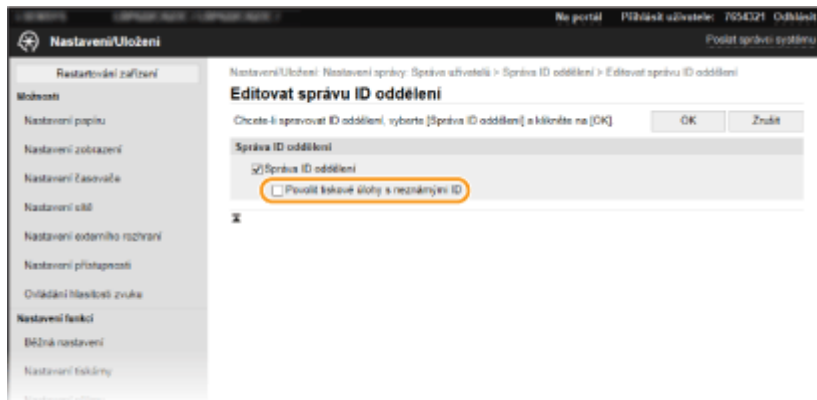 Na portál Přihlásit uživatele: 7654321 Odhlásit
Nastavení/Uložení
Poslat správci systému
Restartování zařízení
Nastavení/Uložení: Nastavení správy: Správa uživatelů > Správa ID oddělení > Editovat správu ID oddělení
Možnosti
Editovat správu ID oddělení
Nastavení papíru
Chcete-li spravovat ID oddělení, vyberte [Správa ID oddělení] a klikněte na [OK]
OK
Zrušit
Nastavení zobrazení
Správa ID oddělení
Správa ID oddělení
Nastavení časovače
Povolit tiskové úlohy s neznámými ID
Nastavení sítě
Nastavení externího rozhraní
Nastavení přístupnosti
Ovládání hlasitosti zvuku
Nastavení funkcí
Běžná nastavení
Nastavení tiskárny